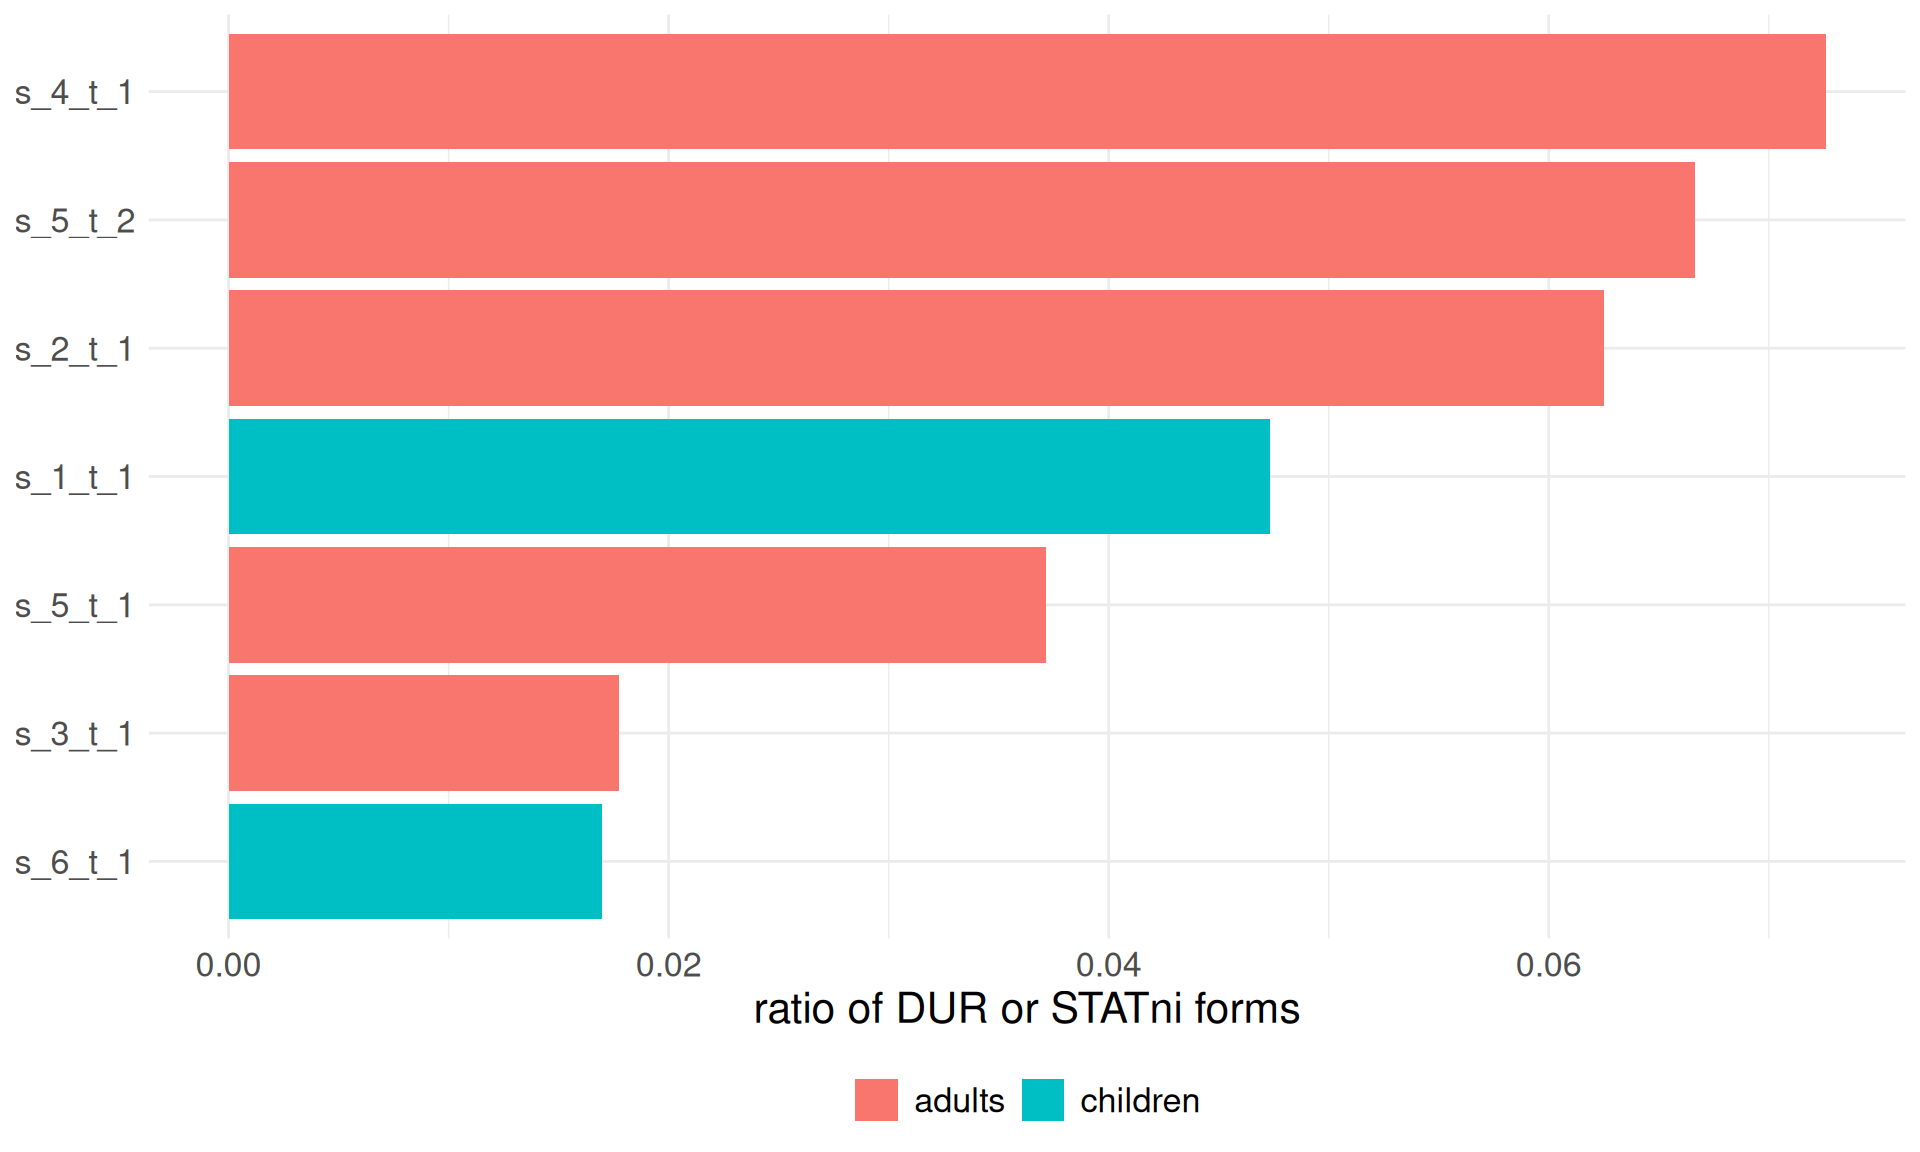 s_4_t_1
s_5_t_2
s_2_t_1
s_1_t_1
s_5_t_1
s_3_t_1
s_6_t_1
0.00 0.02 0.04 0.06
ratio of DUR or STATni forms
adults children